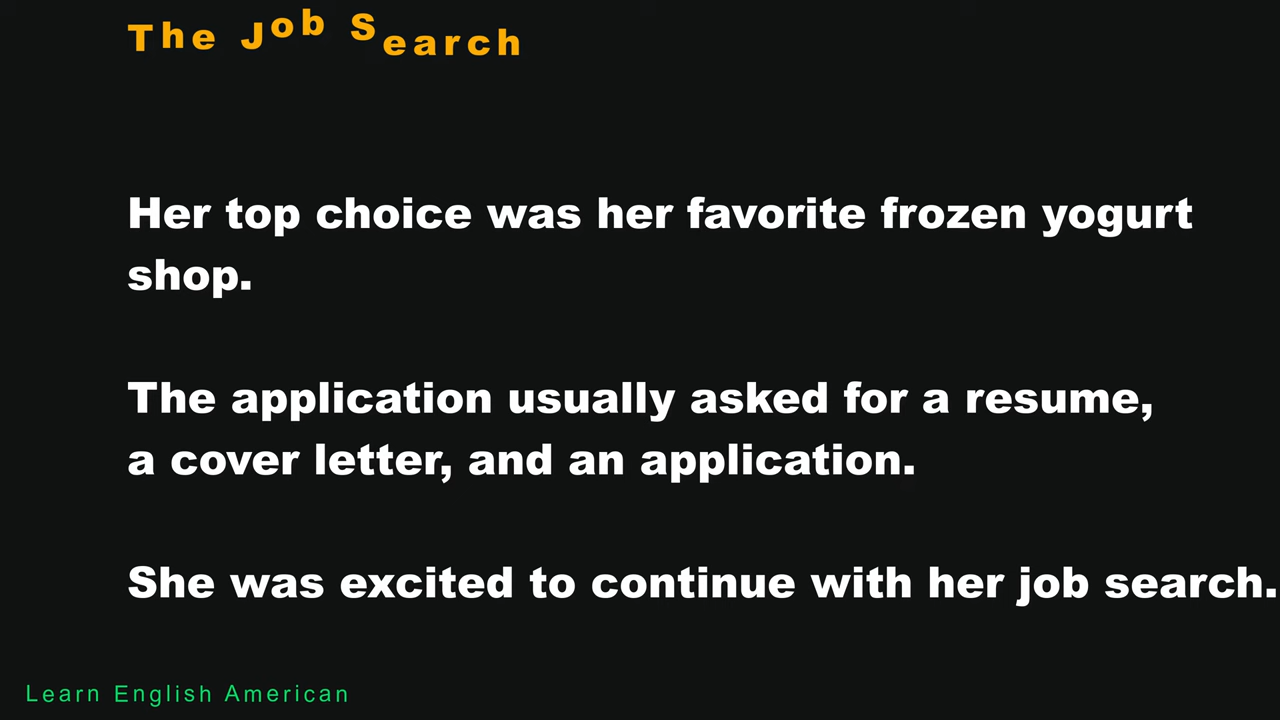 The Job Search
Her top choice was her favorite frozen yogurt
shop.
The application usually asked for a resume,
a cover letter, and an application.
She was excited to continue with her job search.
Learn English American